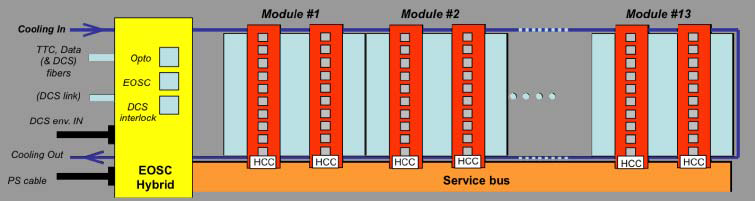 Module #1
Module #2
Module #13
Cooling In
TTC, Data
(& DCS)
fibers
(DCS link)
DCS env. IN
Cooling Out
PS cable
Opto
EOSC
DCS
interlock
EOSC
Hybrid
HCC
HCC
HCC
HCC
HCC
HCC
Service bus